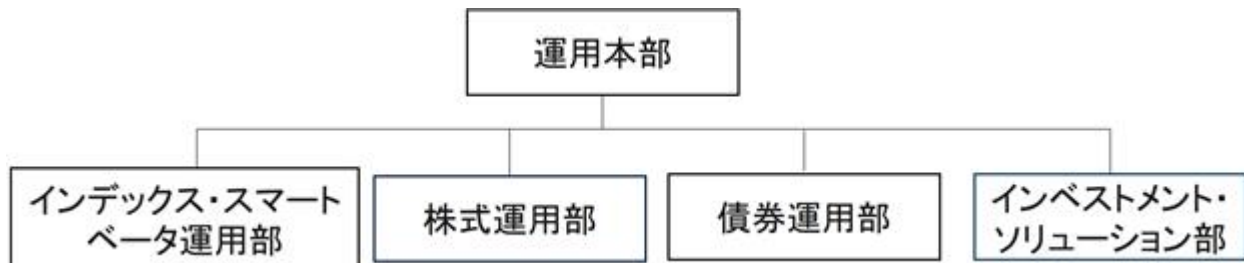 運用本部
インデックス・スマート
ベータ運用部
株式運用部
債券運用部
インベストメント・
ソリューション部